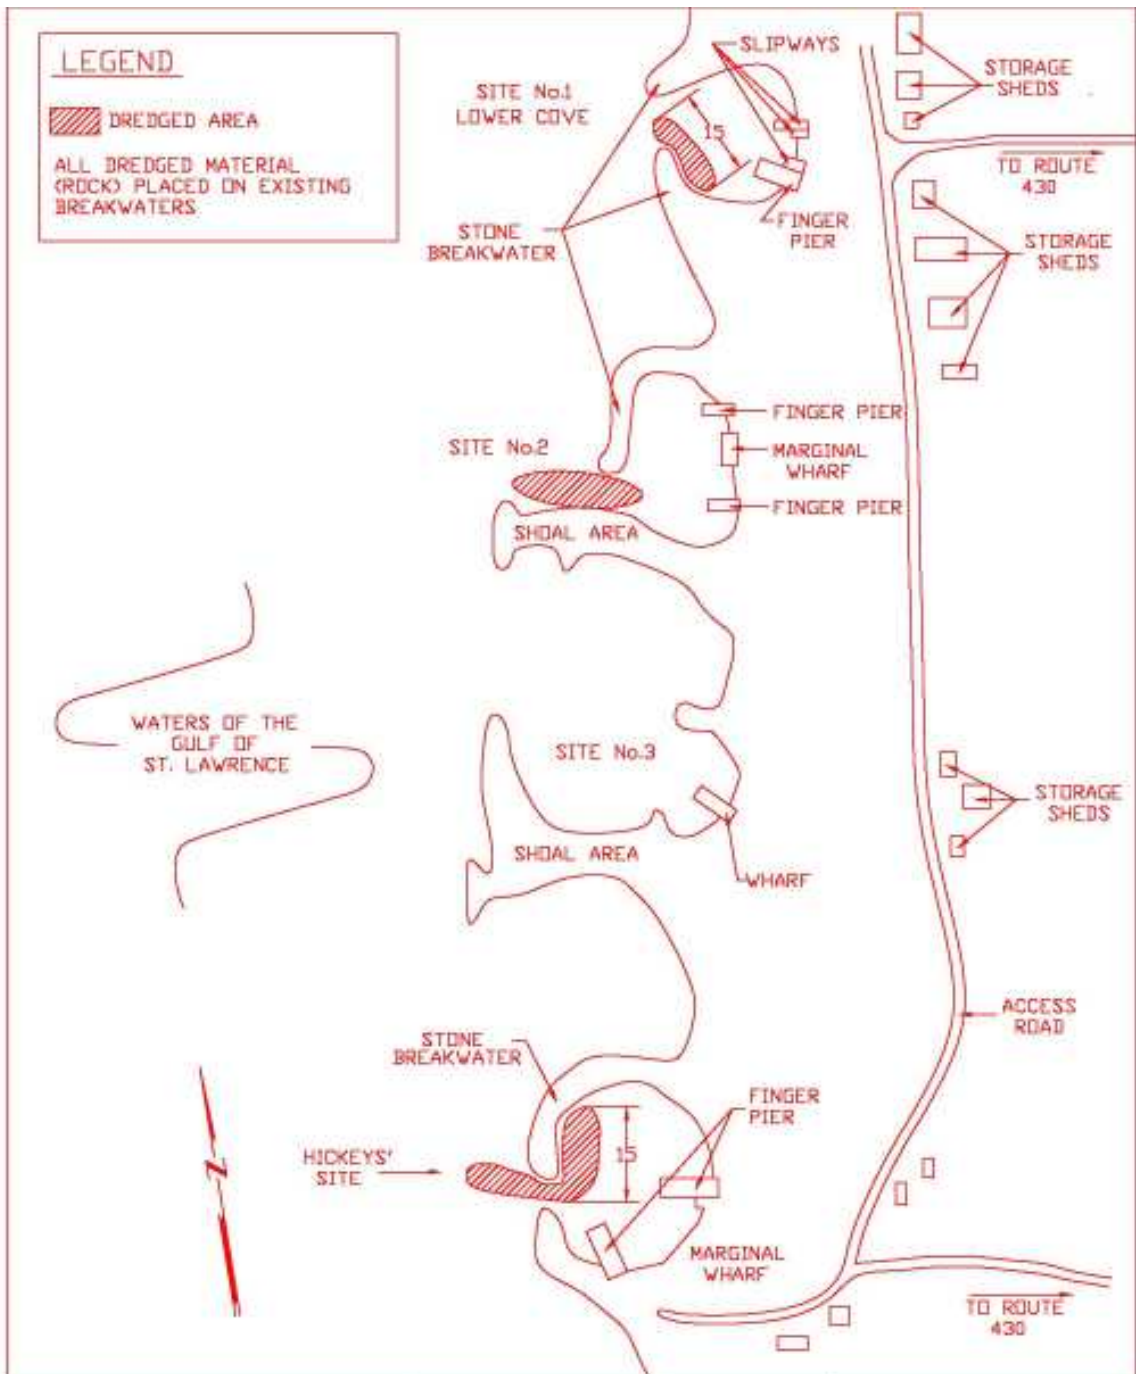 LEGEND
DREDGED AREA
ALL DREDGED MATERIAL
(ROCK) PLACED ON EXISTING
BREAKWATERS
SLIPWAYS
SITE No.1
LOWER COVE
15
STORAGE
SHEDS
TO ROUTE
430
STONE
BREAKWATER
FINGER
PIER
STORAGE
SHEDS
FINGER PIER
SITE No.2
MARGINAL
WHARF
FINGER PIER
SHOAL AREA
WATERS OF THE
GULF OF
ST. LAWRENCE
SITE No.3
STORAGE
SHEDS
SHOAL AREA
WHARF
ACCESS
ROAD
STONE
BREAKWATER
FINGER
PIER
15
HICKEYS'
SITE
N
MARGINAL
WHARF
TO ROUTE
430